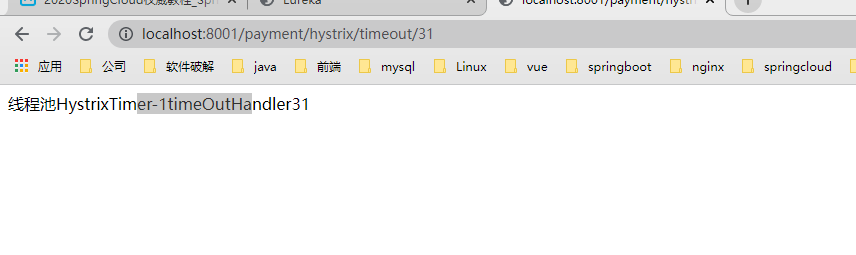 2020SpringCloud权威教程_Spr
Eureka
localhost:8001/payment/hystr
localhost:8001/payment/hystrix/timeout/31
应用 公司 软件破解 java 前端 mysql Linux vue springboot nginx springcloud
线程池HystrixTimer-1timeOutHandler31